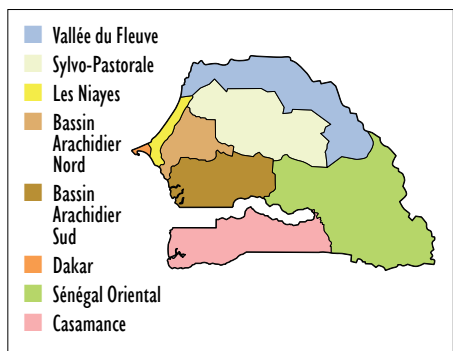 Vallée du Fleuve
Sylvo-Pastorale
Les Niayes
Bassin
Arachidier
Nord
Bassin
Arachidier
Sud
Dakar
Sénégal Oriental
Casamance